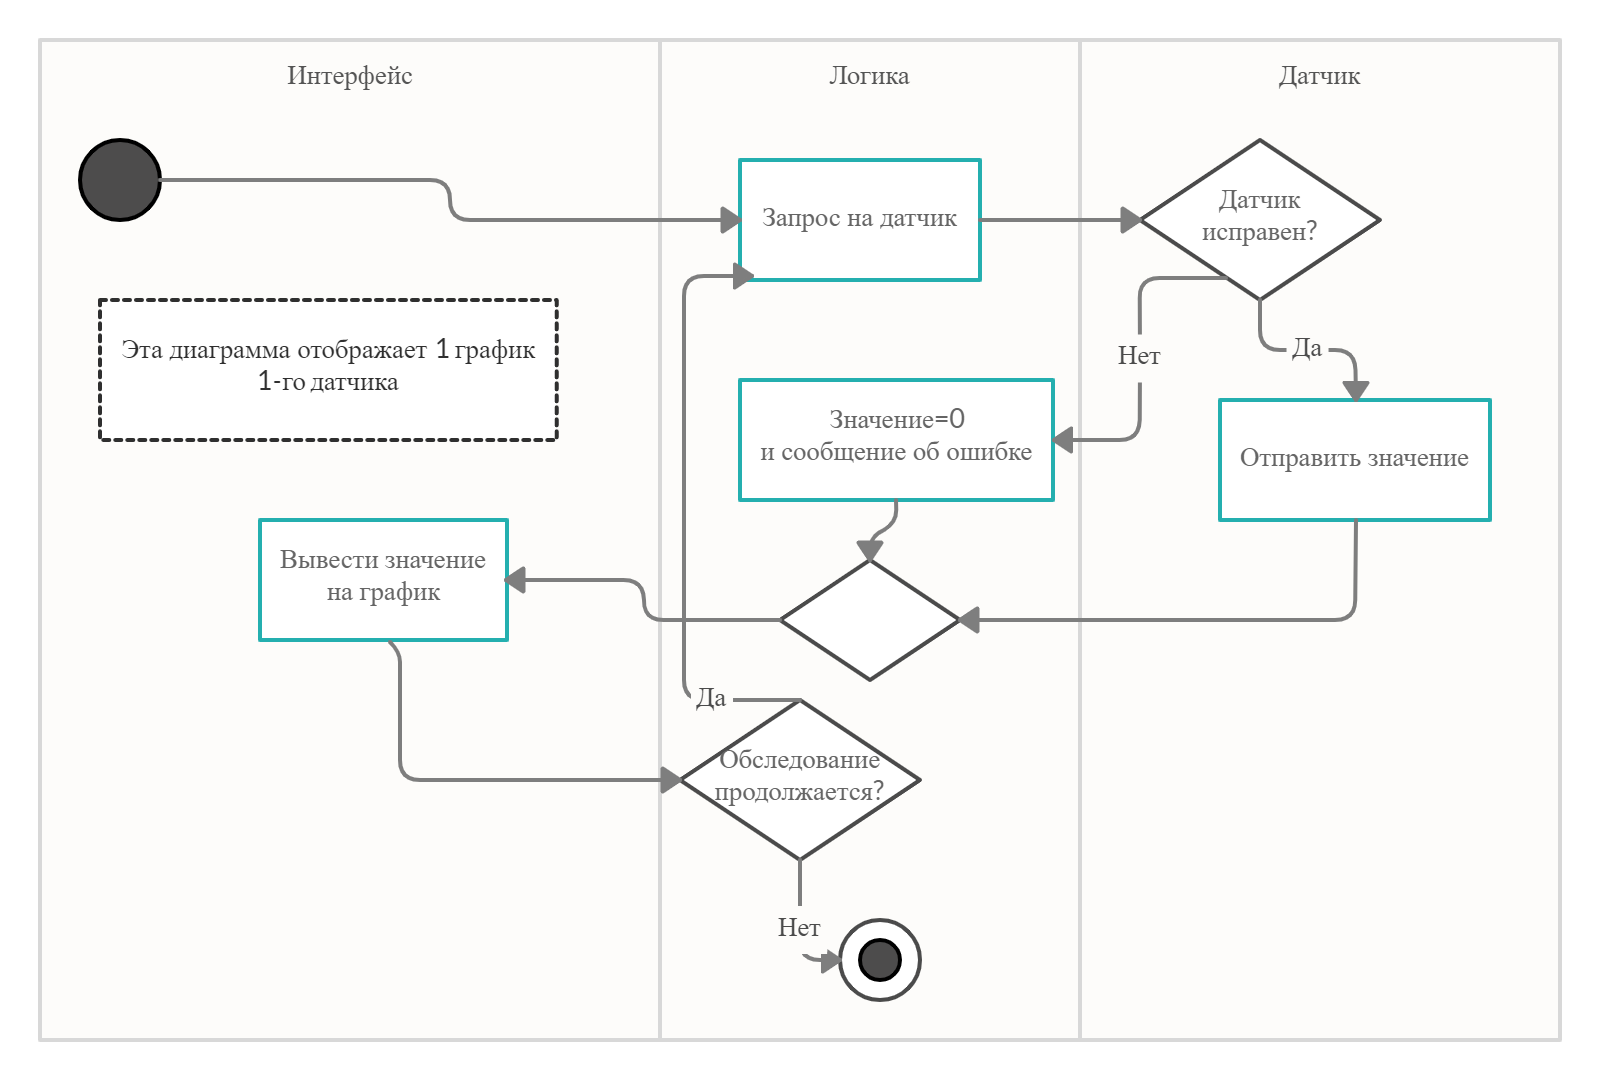 Интерфейс
Логика
Датчик
Запрос на датчик
Датчик
исправен?
Эта диаграмма отображает 1 график
1-го датчика
Нет
Да
Значение=0
и сообщение об ошибке
Отправить значение
Вывести значение
на график
Да
Обследование
продолжается?
Нет